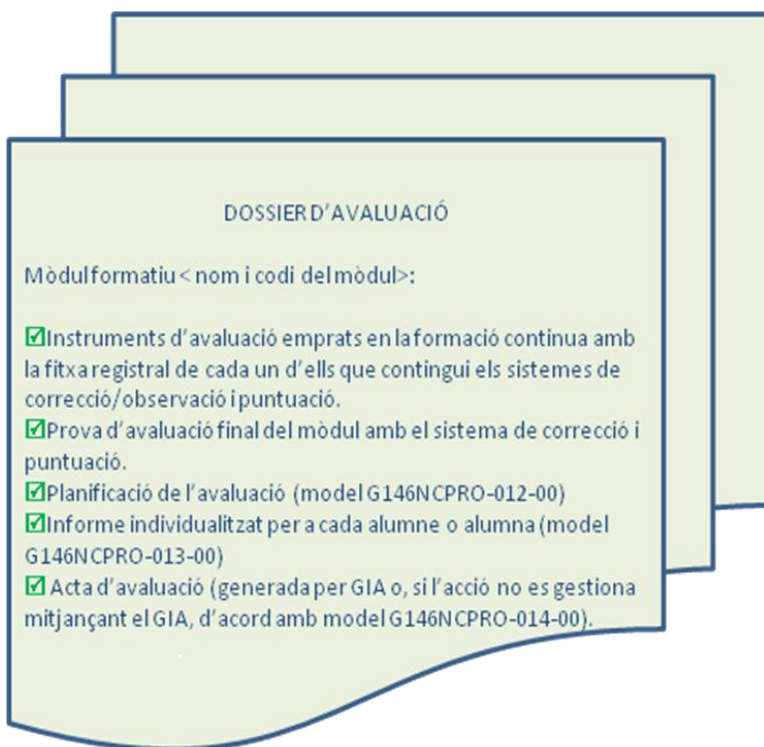 DOSSIER D'AVALUACIÓ
Mòdul formatiu < nom i codi del mòdul>:
☑Instruments d'avaluació emprats en la formació continua amb
la fitxa registral de cada un d'ells que contingui els sistemes de
correcció/observació i puntuació.
☑Prova d'avaluació final del mòdul amb el sistema de correcció i
puntuació.
☑Planificació de l'avaluació (model G146NCPRO-012-00)
☑Informe individualitzat per a cada alumne o alumna (model
G146NCPRO-013-00)
☑ Acta d'avaluació (generada per GIA o, si l'acció no es gestiona
mitjançant el GIA, d'acord amb model G146NCPRO-014-00).